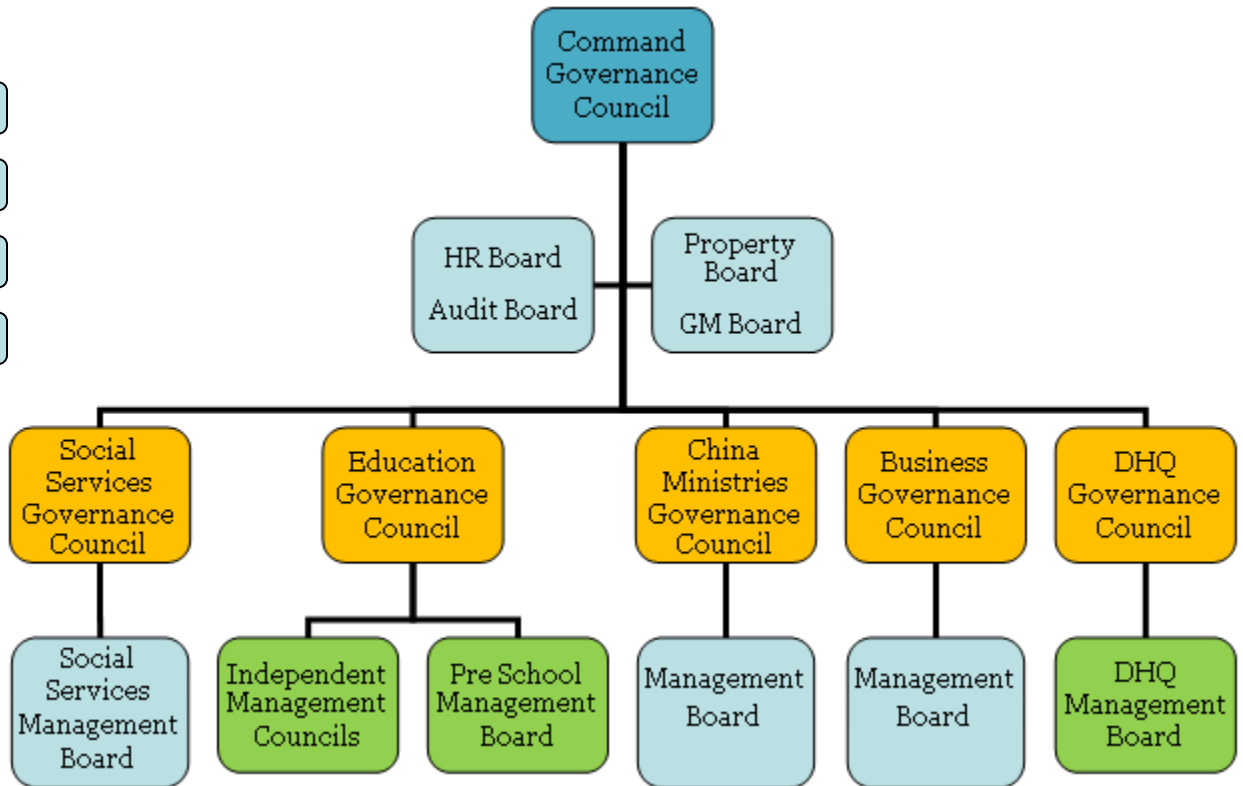 Command
Governance
Council
HR Board
Audit Board
Property
Board
GM Board
Social
Services
Governance
Council
Education
Governance
Council
China
Ministries
Governance
Council
Business
Governance
Council
DHQ
Governance
Council
Social
Services
Management
Board
Independent
Management
Councils
Pre School
Management
Board
Management
Board
Management
Board
DHQ
Management
Board